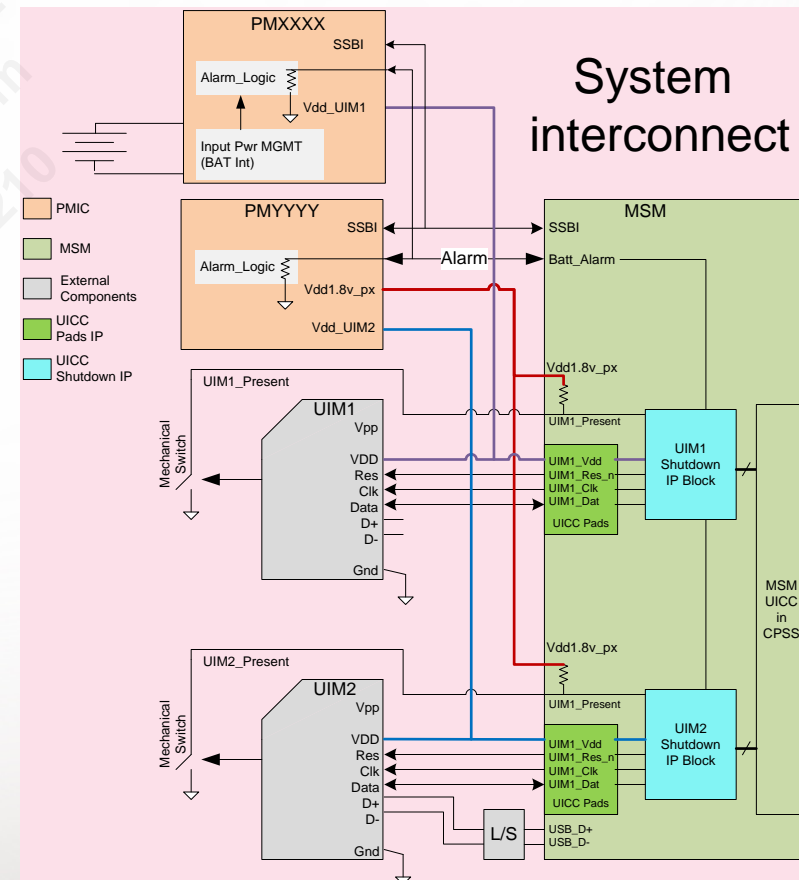 System
interconnect
PMXXXX
SSBI
Alarm_Logic
Vdd_UIM1
Input Pwr MGMT
(BAT Int)
PMIC
MSM
External
Components
UICC
Pads IP
UICC
Shutdown IP
PMYYYY
SSBI
Alarm_Logic
Vdd1.8v_px
Vdd_UIM2
Alarm
MSM
SSBI
Batt_Alarm
Vdd1.8v_px
UIM1_Present
UIM1_Present
Mechanical
Switch
UIM1
Vpp
VDD
Res
Clk
Data
D+
D-
Gnd
UIM1_Vdd
UIM1_Res_n
UIM1_Clk
UIM1_Dat
UICC Pads
UIM1
Shutdown
IP Block
MSM
UICC
in
CPSS
Vdd1.8v_px
UIM2_Present
UIM1_Present
Mechanical
Switch
UIM2
Vpp
VDD
Res
Clk
Data
D+
D-
Gnd
UIM1_Vdd
UIM1_Res_n
UIM1_Clk
UIM1_Dat
UICC Pads
UIM2
Shutdown
IP Block
L/S
USB_D+
USB_D-